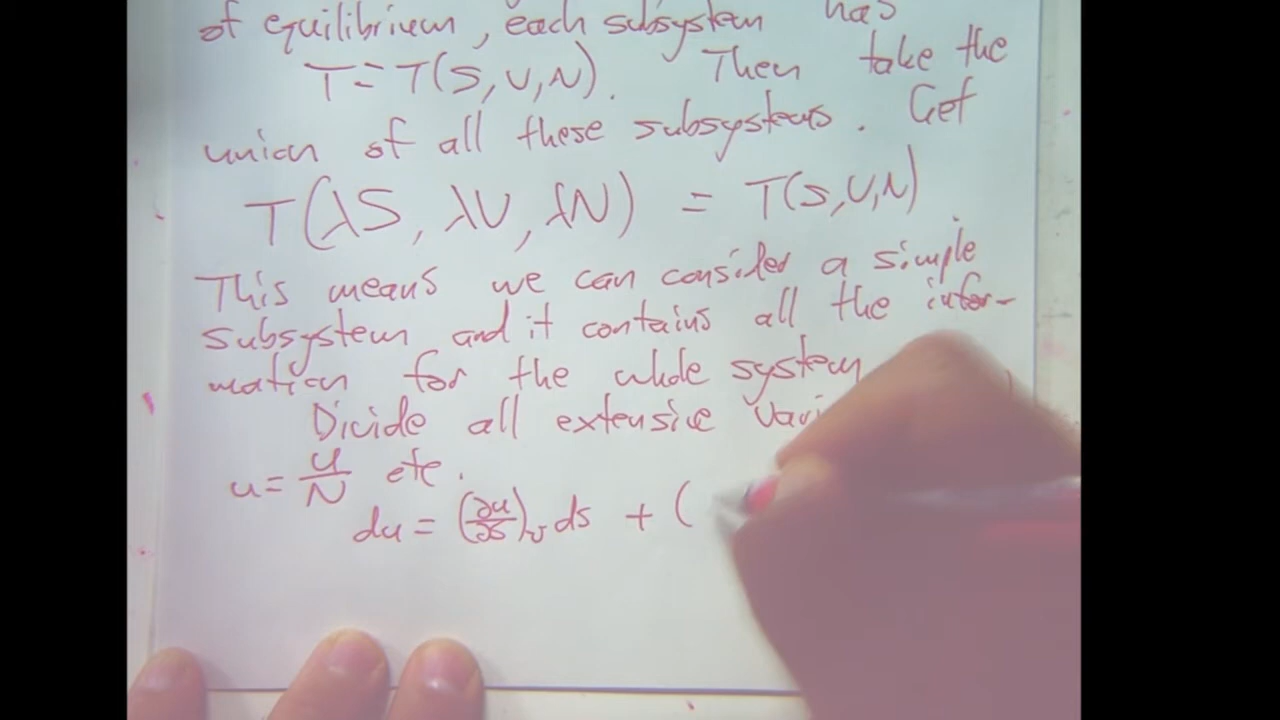 of equilibrium, each subsystem has
T = T(S, V, N). Then take the
union of all these subsystems. Get
T(λS, λV, λN) = T(S, V, N)
This means we can consider a simple
subsystem and it contains all the infor-
mation for the whole system
Divide all extensive
u = U/N etc.
du = (∂u/∂s)_v ds + (